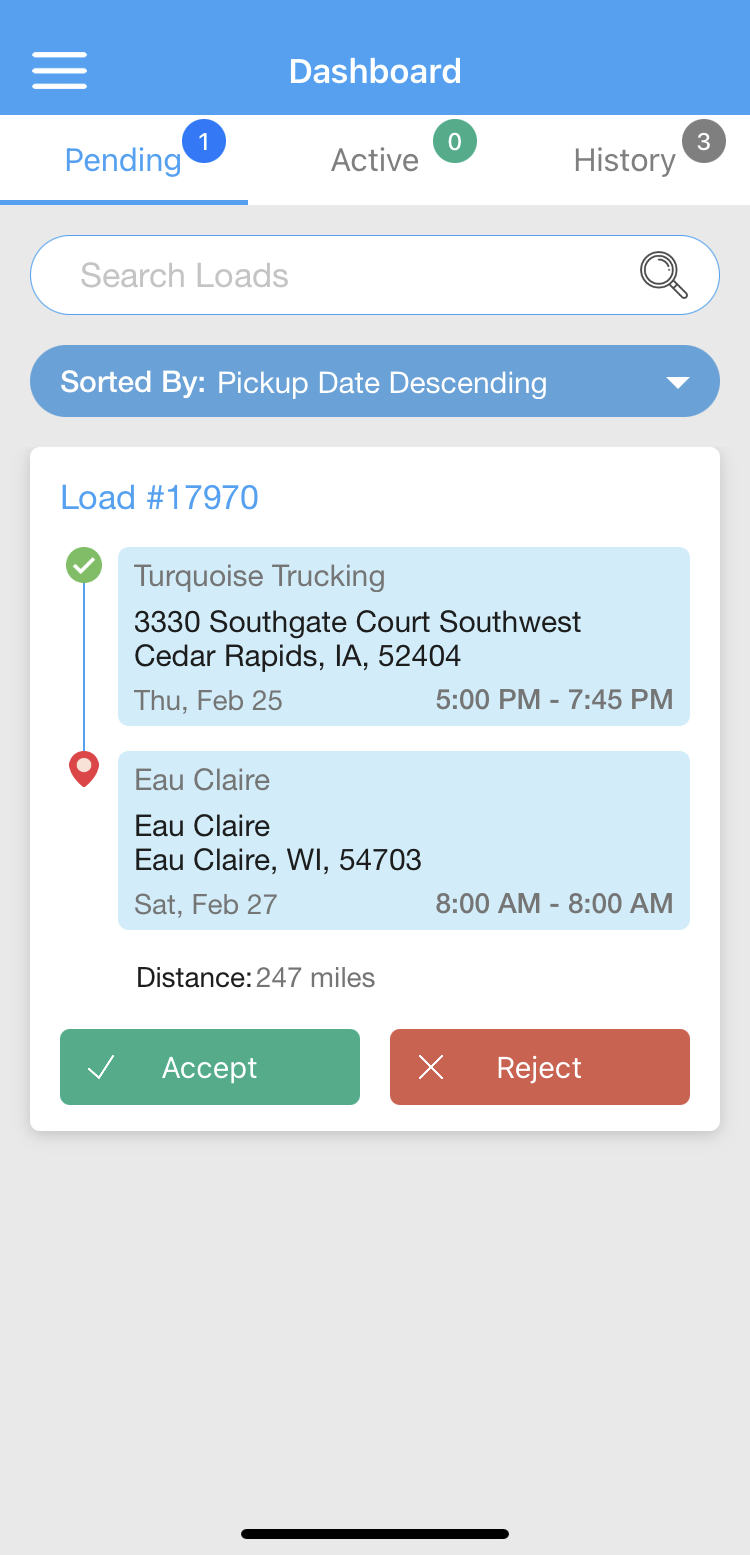 Dashboard
Pending 1 Active 0 History 3
Search Loads
Sorted By: Pickup Date Descending
Load #17970
Turquoise Trucking
3330 Southgate Court Southwest
Cedar Rapids, IA, 52404
Thu, Feb 25 5:00 PM - 7:45 PM
Eau Claire
Eau Claire
Eau Claire, WI, 54703
Sat, Feb 27 8:00 AM - 8:00 AM
Distance: 247 miles
Accept Reject